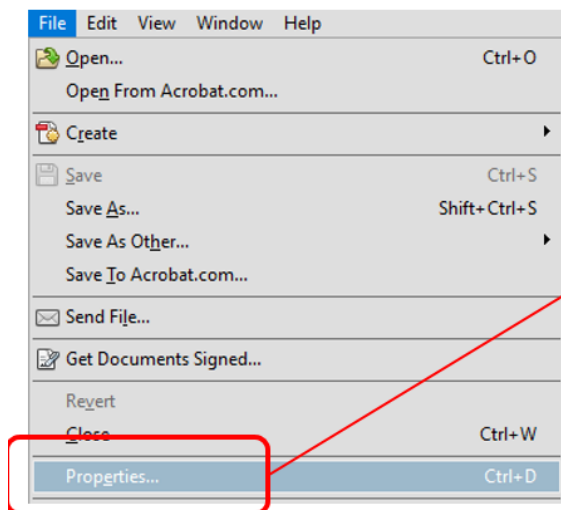 File Edit View Window Help
Open... Ctrl+O
Open From Acrobat.com...
Create
Save Ctrl+S
Save As... Shift+Ctrl+S
Save As Other...
Save To Acrobat.com...
Send File...
Get Documents Signed...
Revert
Close Ctrl+W
Properties... Ctrl+D